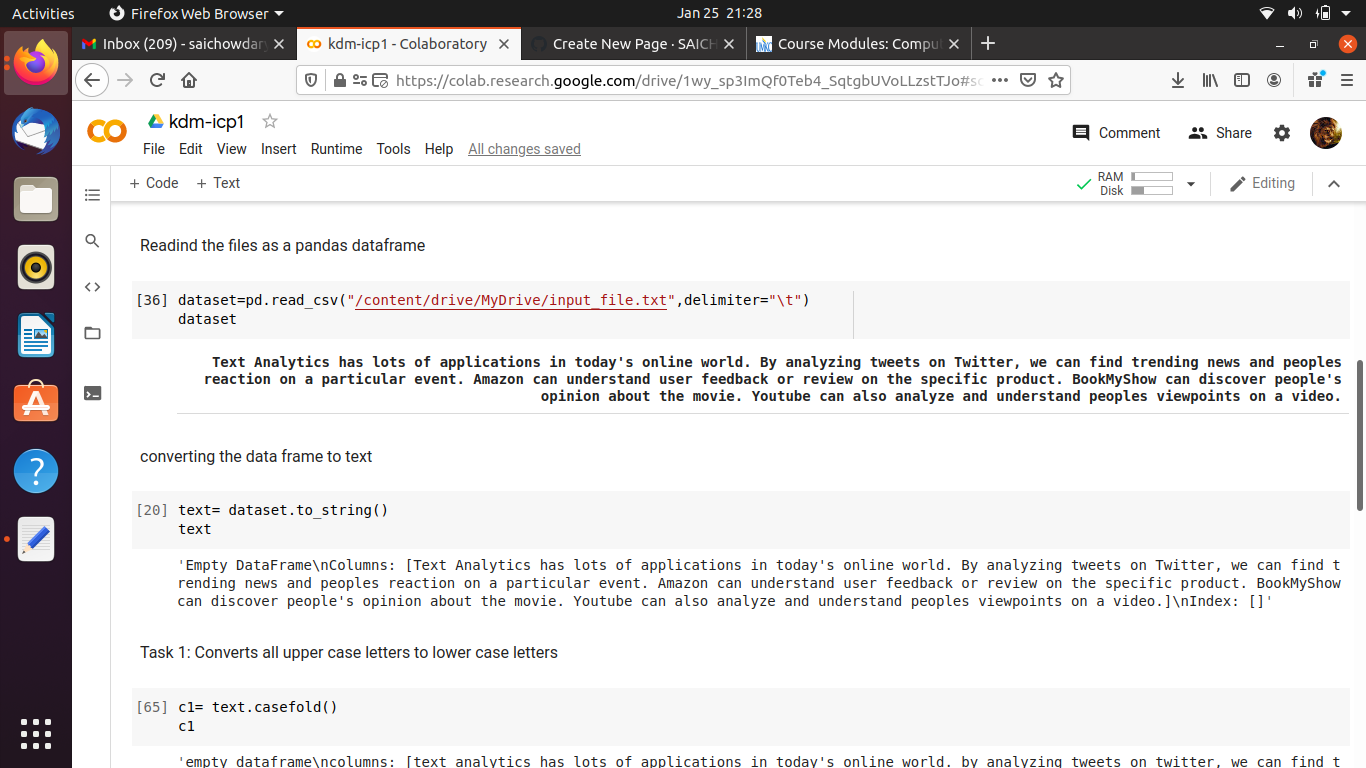 Activities
Firefox Web Browser
Jan 25 21:28
Inbox (209) - saichowdar
kdm-icp1 - Colaboratory
Create New Page · SAICH
Course Modules: Comput
https://colab.research.google.com/drive/1wy_sp3ImQf0Teb4_SqtgbUVoLLzstTJo#sc
kdm-icp1
File Edit View Insert Runtime Tools Help All changes saved
Comment
Share
+ Code + Text
RAM
Disk
Editing
Readind the files as a pandas dataframe
[36] dataset=pd.read_csv("/content/drive/MyDrive/input_file.txt",delimiter="\t")
dataset
Text Analytics has lots of applications in today's online world. By analyzing tweets on Twitter, we can find trending news and peoples
reaction on a particular event. Amazon can understand user feedback or review on the specific product. BookMyShow can discover people's
opinion about the movie. Youtube can also analyze and understand peoples viewpoints on a video.
converting the data frame to text
[20] text= dataset.to_string()
text
'Empty DataFrame\nColumns: [Text Analytics has lots of applications in today's online world. By analyzing tweets on Twitter, we can find t
rending news and peoples reaction on a particular event. Amazon can understand user feedback or review on the specific product. BookMyShow
can discover people's opinion about the movie. Youtube can also analyze and understand peoples viewpoints on a video.]\nIndex: []'
Task 1: Converts all upper case letters to lower case letters
[65] c1= text.casefold()
c1
'empty dataframe\ncolumns: [text analytics has lots of applications in today's online world. by analyzing tweets on twitter, we can find t